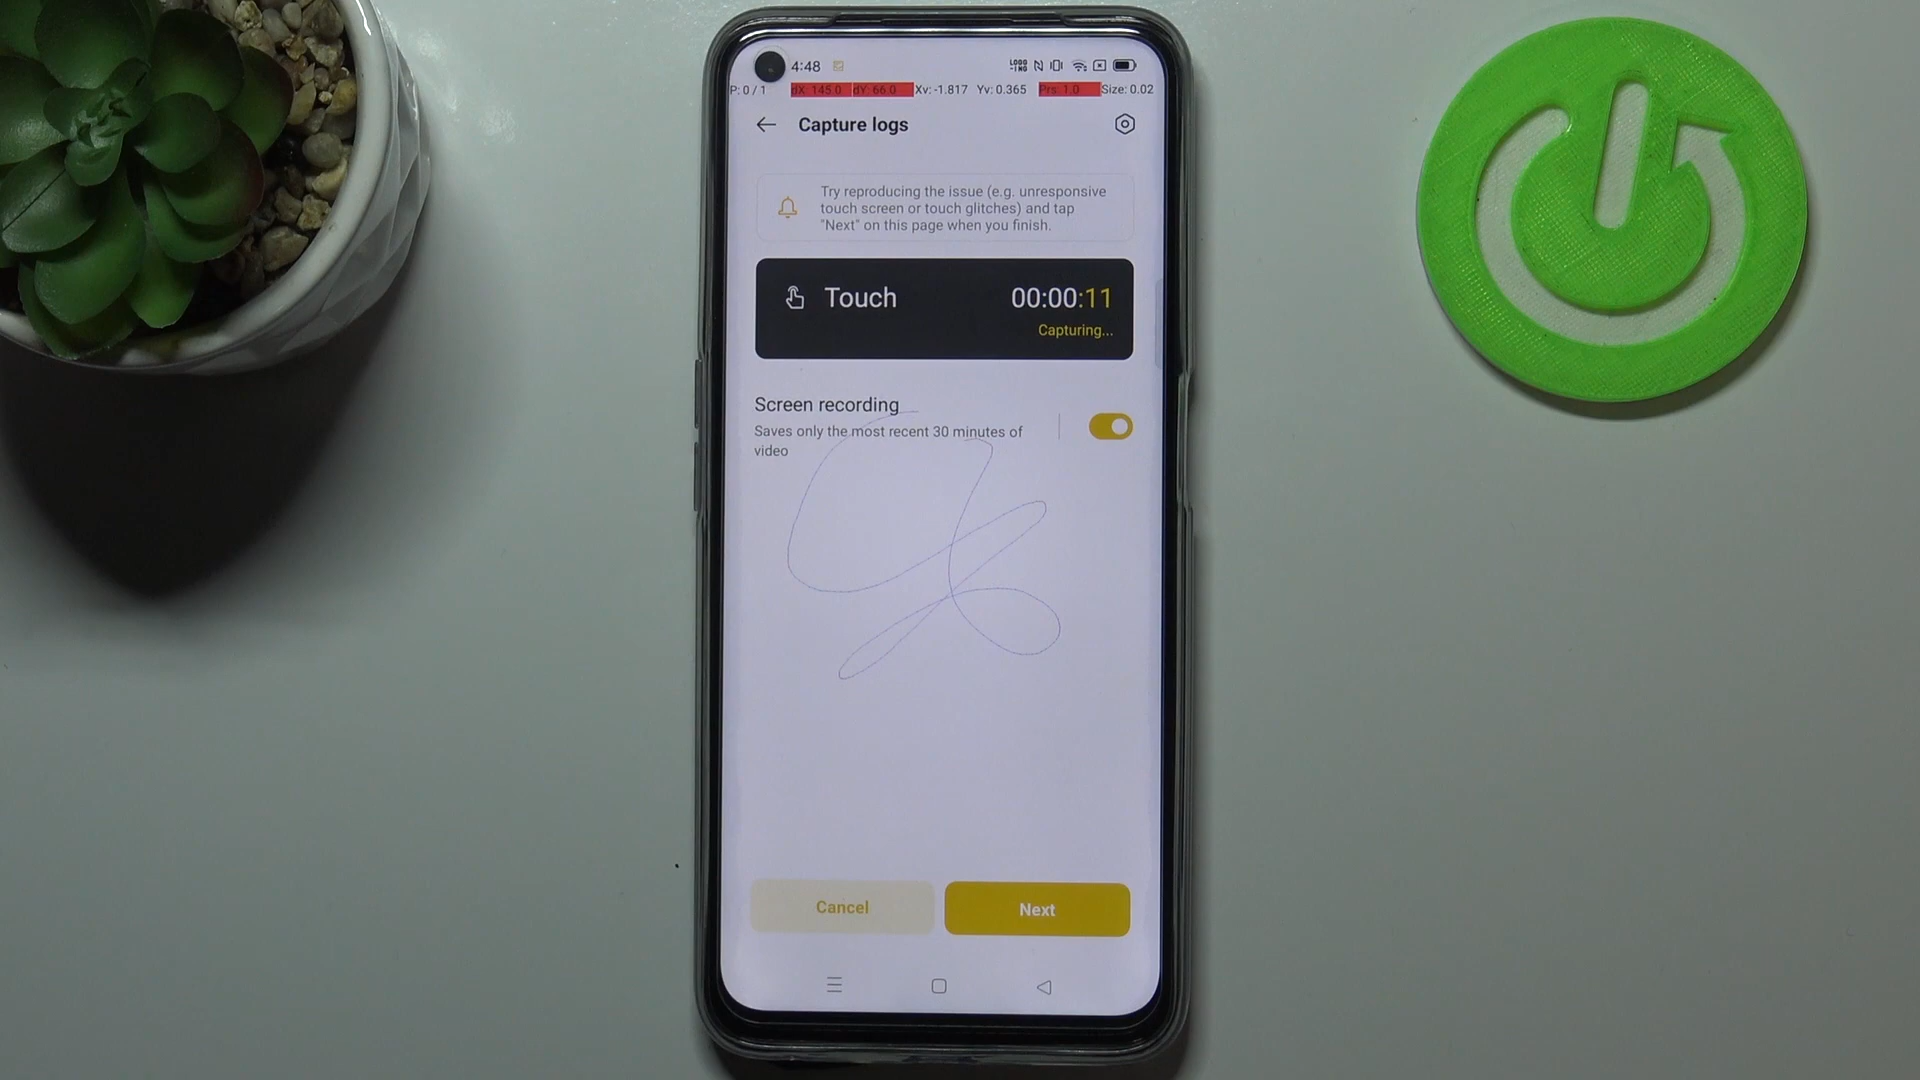 4:48
P: 0 / 1 dX: 145.0 dY: 66.0 Xv: -1.817 Yv: 0.365 Prs: 1.0 Size: 0.02
Capture logs
Try reproducing the issue (e.g. unresponsive
touch screen or touch glitches) and tap
"Next" on this page when you finish.
Touch 00:00:11
Capturing...
Screen recording
Saves only the most recent 30 minutes of
video
Cancel Next